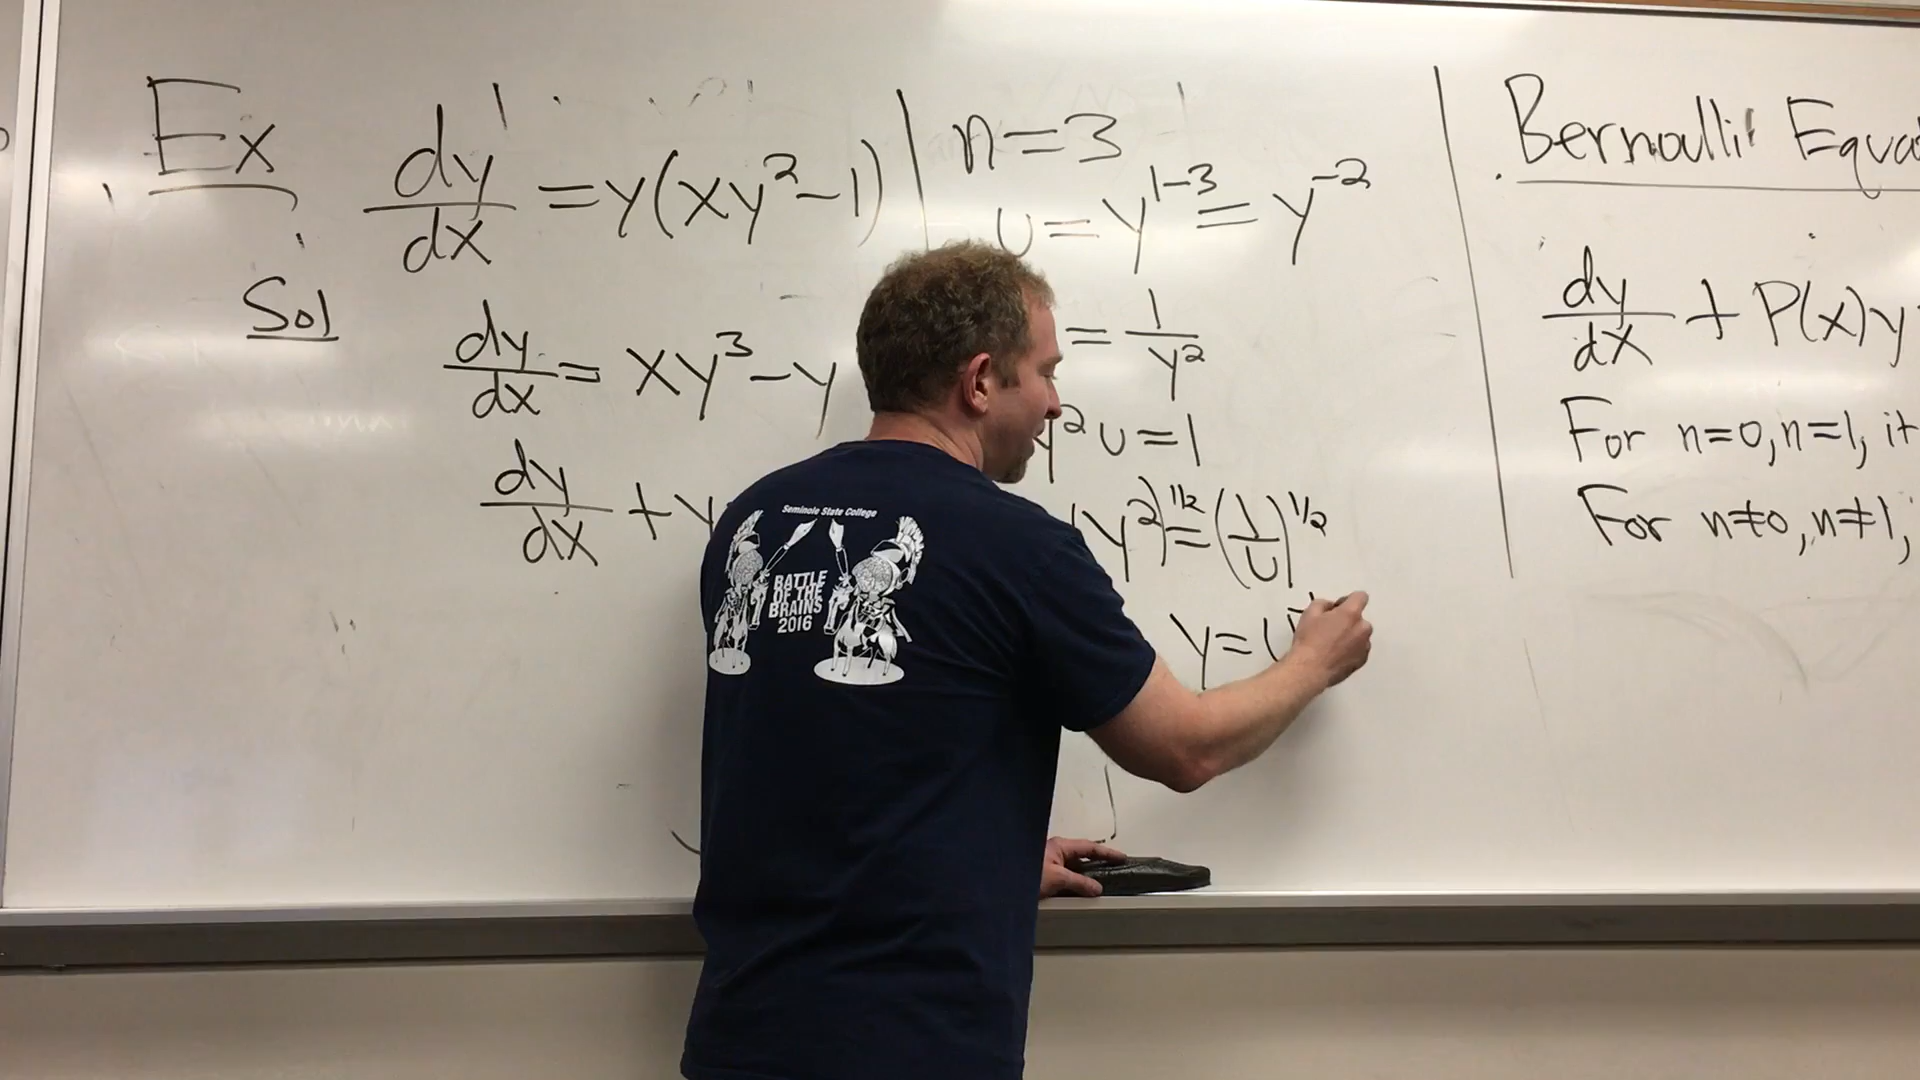 Ex dy/dx = y(xy²-1)
Sol dy/dx = xy³-y
dy/dx + y
n=3
u = y¹⁻³ = y⁻²
= 1/y²
y²u=1
(y²)^1/2 = (1/u)^1/2
y=u
Bernoulli
dy/dx + P(x)y
For n=0, n=1, it
For n≠0, n≠1,
Seminole State College
BATTLE
OF THE
BRAINS
2016